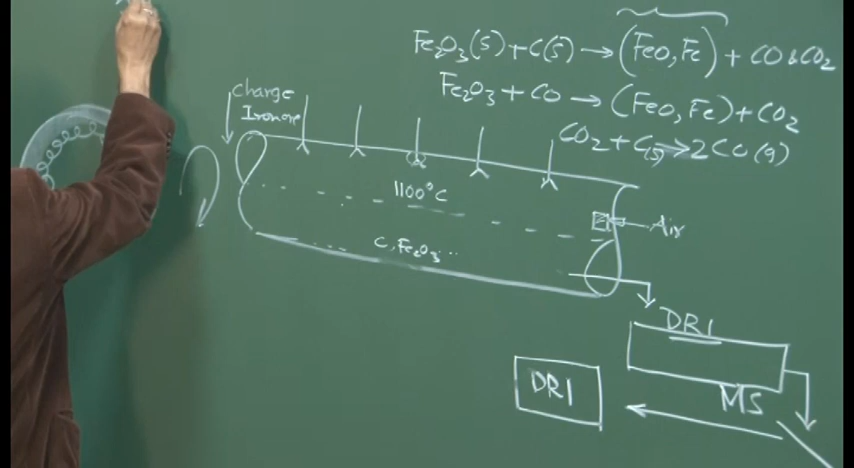 Fe₂O₃(S) + C(S) → (FeO, Fe) + CO & CO₂
Fe₂O₃ + CO → (FeO, Fe) + CO₂
CO₂ + C(S) → 2CO(g)
Charge
Iron ore
1100°C
Air
C, Fe₂O₃...
DRI
DRI
MS